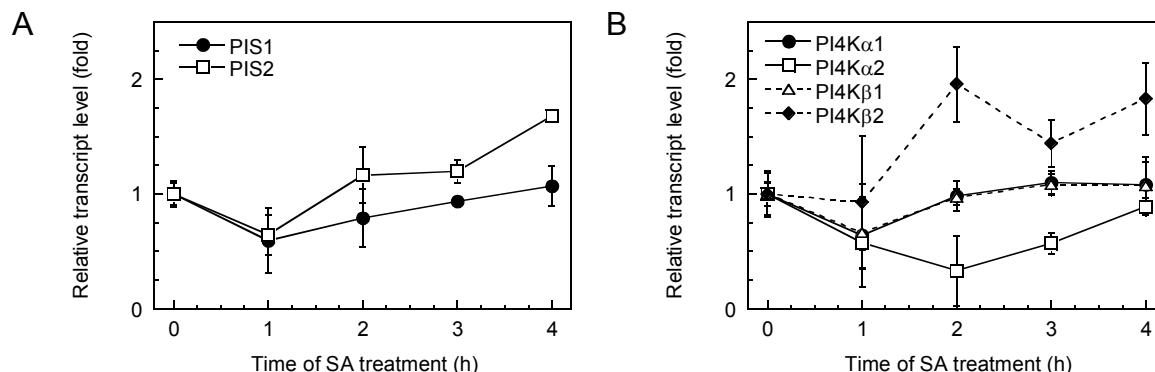 A
Relative transcript level (fold)
PIS1
PIS2
2
1
0
0 1 2 3 4
Time of SA treatment (h)
B
Relative transcript level (fold)
PI4Kα1
PI4Kα2
PI4Kβ1
PI4Kβ2
2
1
0
0 1 2 3 4
Time of SA treatment (h)